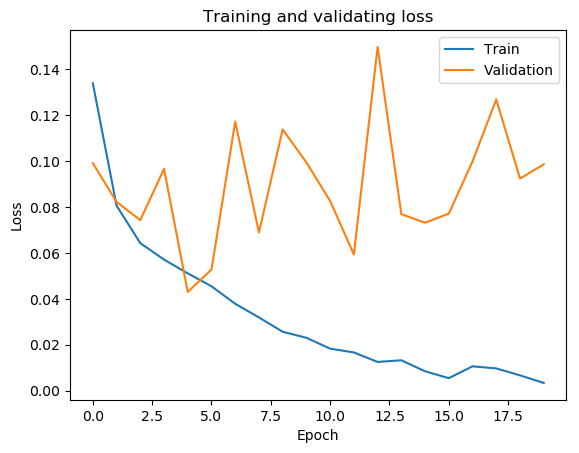 Training and validating loss
Train
Validation
0.14
0.12
0.10
0.08
0.06
0.04
0.02
0.00
Loss
0.0 2.5 5.0 7.5 10.0 12.5 15.0 17.5
Epoch